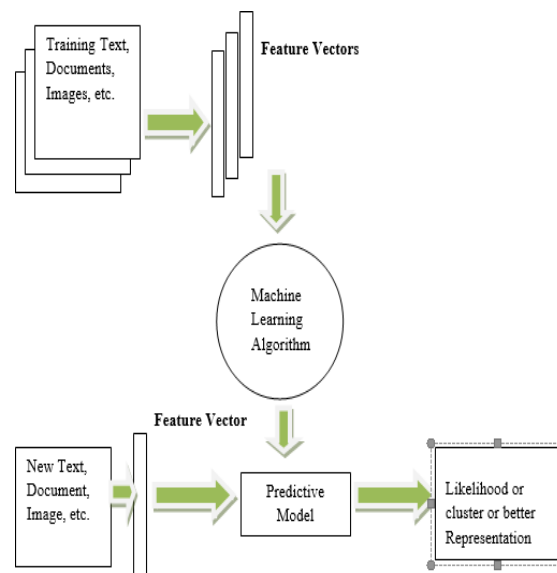 Training Text,
Documents,
Images, etc.
Feature Vectors
Machine
Learning
Algorithm
Feature Vector
New Text,
Document,
Image, etc.
Predictive
Model
Likelihood or
cluster or better
Representation